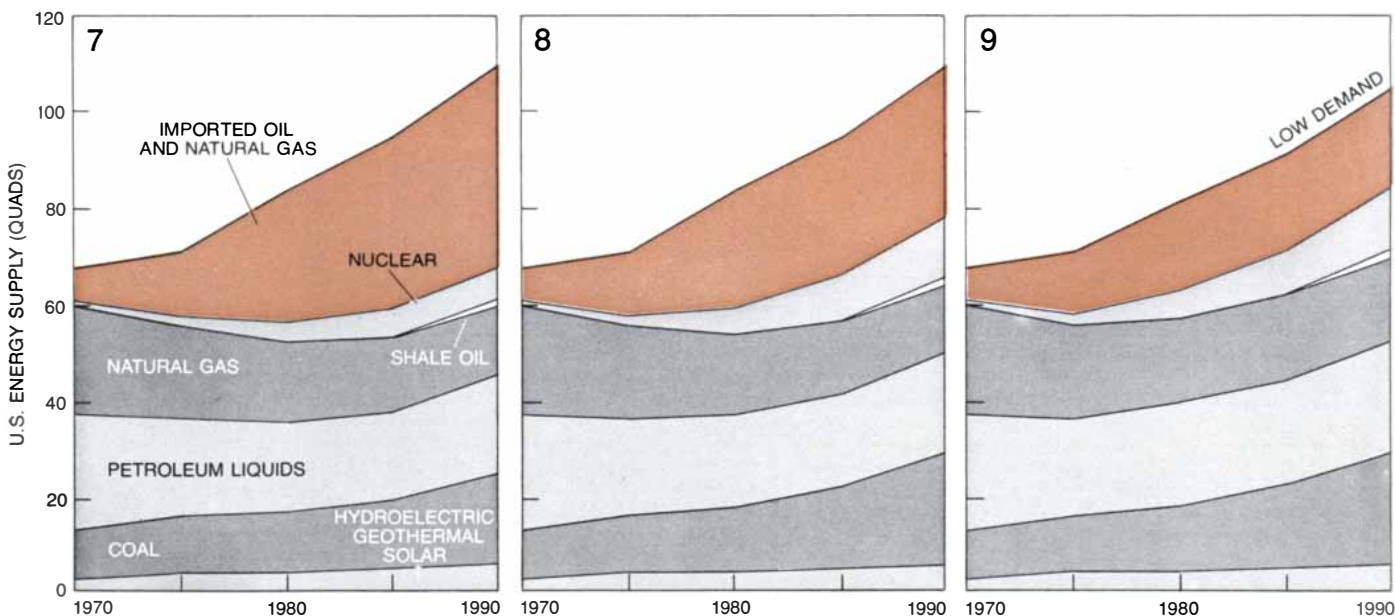 U.S. ENERGY SUPPLY (QUADS)
120
100
80
60
40
20
0
7
IMPORTED OIL
AND NATURAL GAS
NUCLEAR
SHALE OIL
NATURAL GAS
PETROLEUM LIQUIDS
HYDROELECTRIC
GEOTHERMAL
SOLAR
COAL
1970
1980
1990
8
1970
1980
1990
9
LOW DEMAND
1970
1980
1990